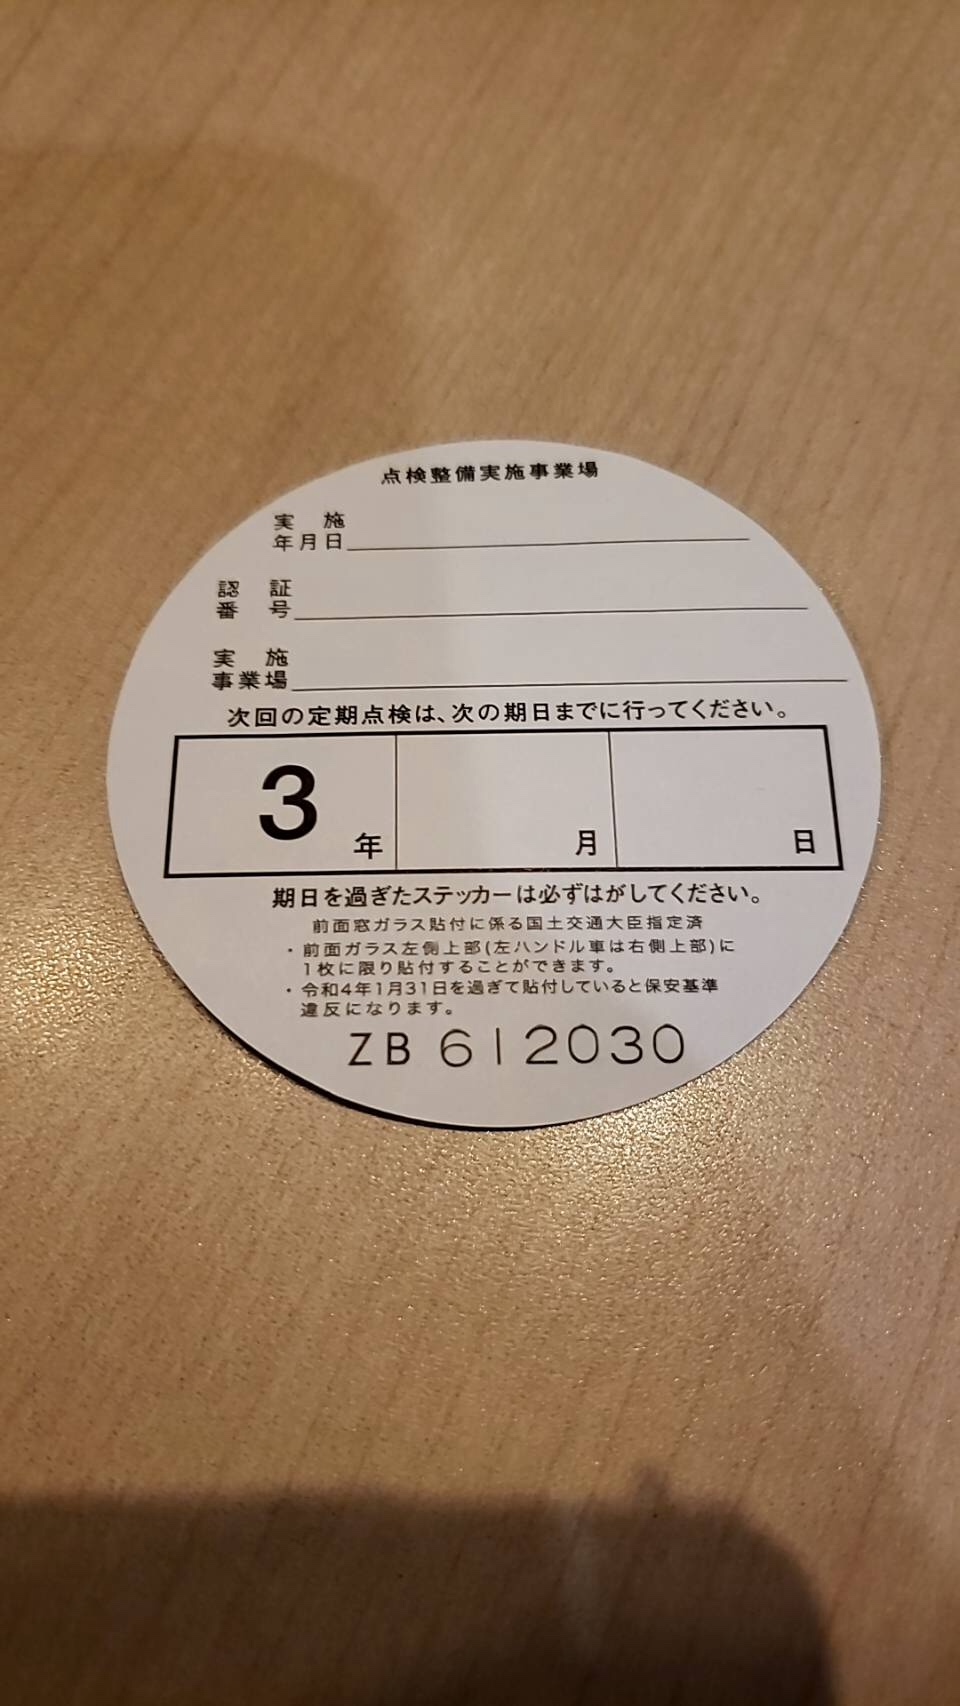 点検整備実施事業場
実施
年月日
認証
番号
実施
事業場
次回の定期点検は、次の期日までに行ってください。
3年 月 日
期日を過ぎたステッカーは必ずはがしてください。
前面窓ガラス貼付に係る国土交通大臣指定済
・前面ガラス左側上部(左ハンドル車は右側上部)に
1枚に限り貼付することができます。
・令和4年1月31日を過ぎて貼付していると保安基準
違反になります。
ZB 612030